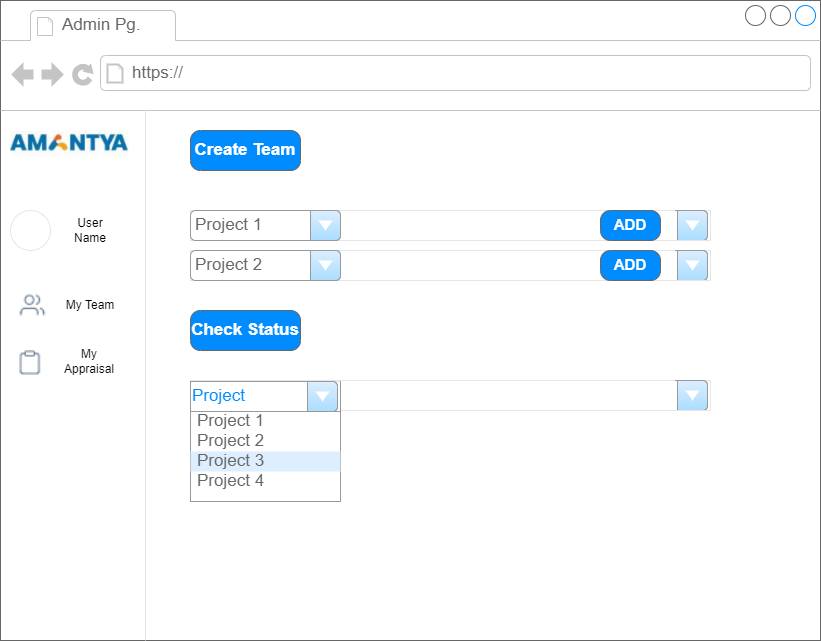 Admin Pg.
https://
AMANTYA
Create Team
User
Name
Project 1
ADD
Project 2
ADD
My Team
Check Status
My
Appraisal
Project
Project 1
Project 2
Project 3
Project 4